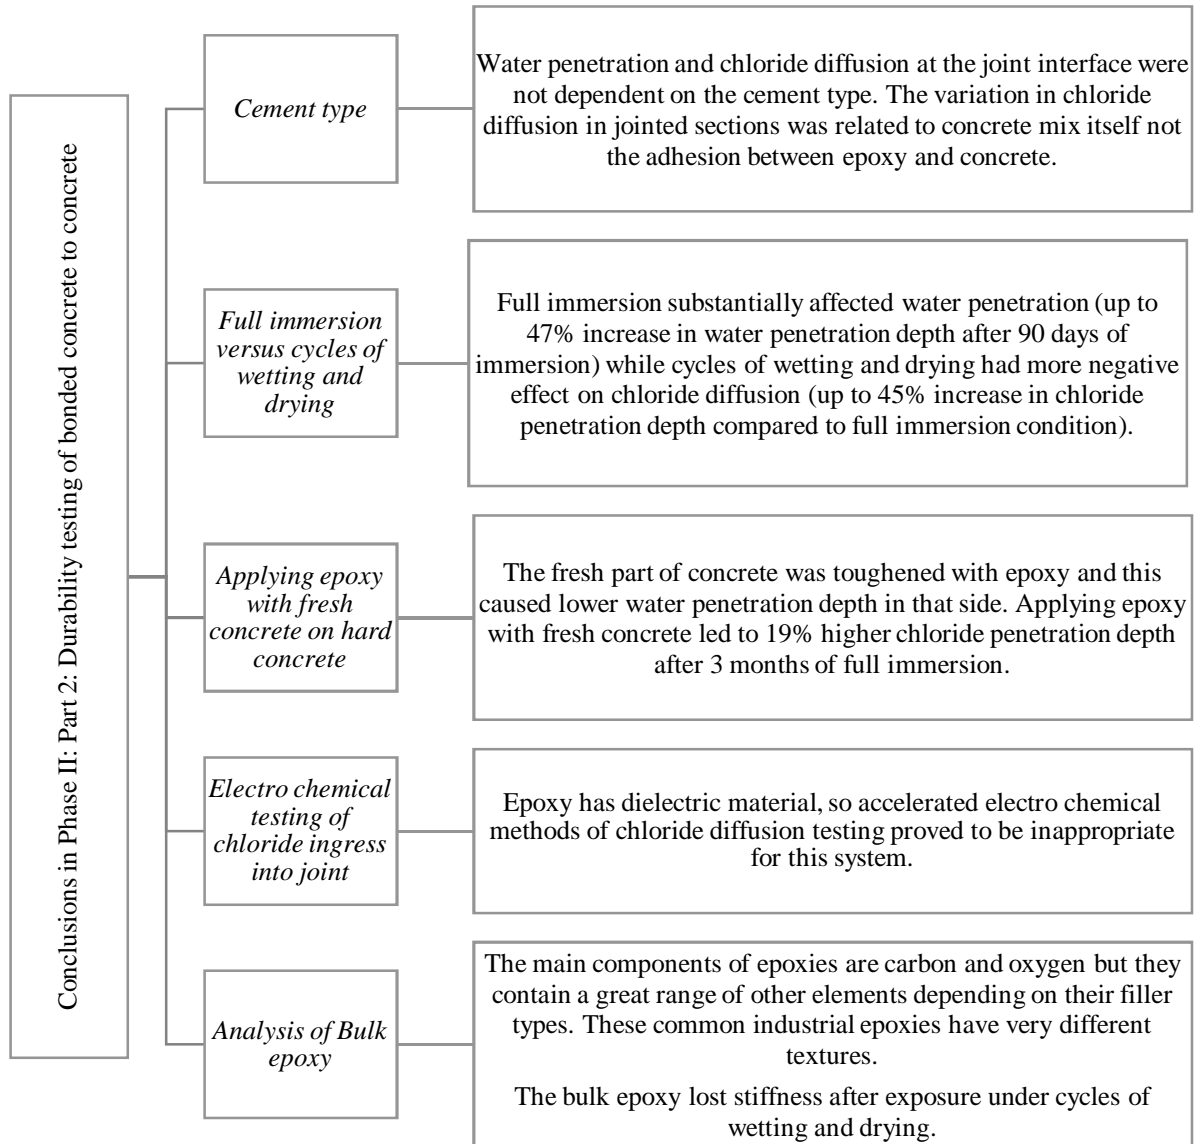 Conclusions in Phase II: Part 2: Durability testing of bonded concrete to concrete
Cement type
Water penetration and chloride diffusion at the joint interface were
not dependent on the cement type. The variation in chloride
diffusion in jointed sections was related to concrete mix itself not
the adhesion between epoxy and concrete.
Full immersion
versus cycles of
wetting and
drying
Full immersion substantially affected water penetration (up to
47% increase in water penetration depth after 90 days of
immersion) while cycles of wetting and drying had more negative
effect on chloride diffusion (up to 45% increase in chloride
penetration depth compared to full immersion condition).
Applying epoxy
with fresh
concrete on hard
concrete
The fresh part of concrete was toughened with epoxy and this
caused lower water penetration depth in that side. Applying epoxy
with fresh concrete led to 19% higher chloride penetration depth
after 3 months of full immersion.
Electro chemical
testing of
chloride ingress
into joint
Epoxy has dielectric material, so accelerated electro chemical
methods of chloride diffusion testing proved to be inappropriate
for this system.
Analysis of Bulk
epoxy
The main components of epoxies are carbon and oxygen but they
contain a great range of other elements depending on their filler
types. These common industrial epoxies have very different
textures.
The bulk epoxy lost stiffness after exposure under cycles of
wetting and drying.